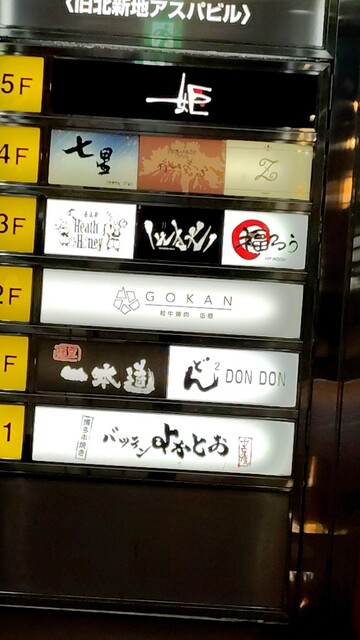 〈旧北新地アスパビル〉
5F
姫
4F
七星
Z
3F
Heath
Honey
福ろう
2F
GOKAN
和牛焼肉 伍感
F
一本道
どん2 DON DON
1
博多串焼き
バッテンよかとお